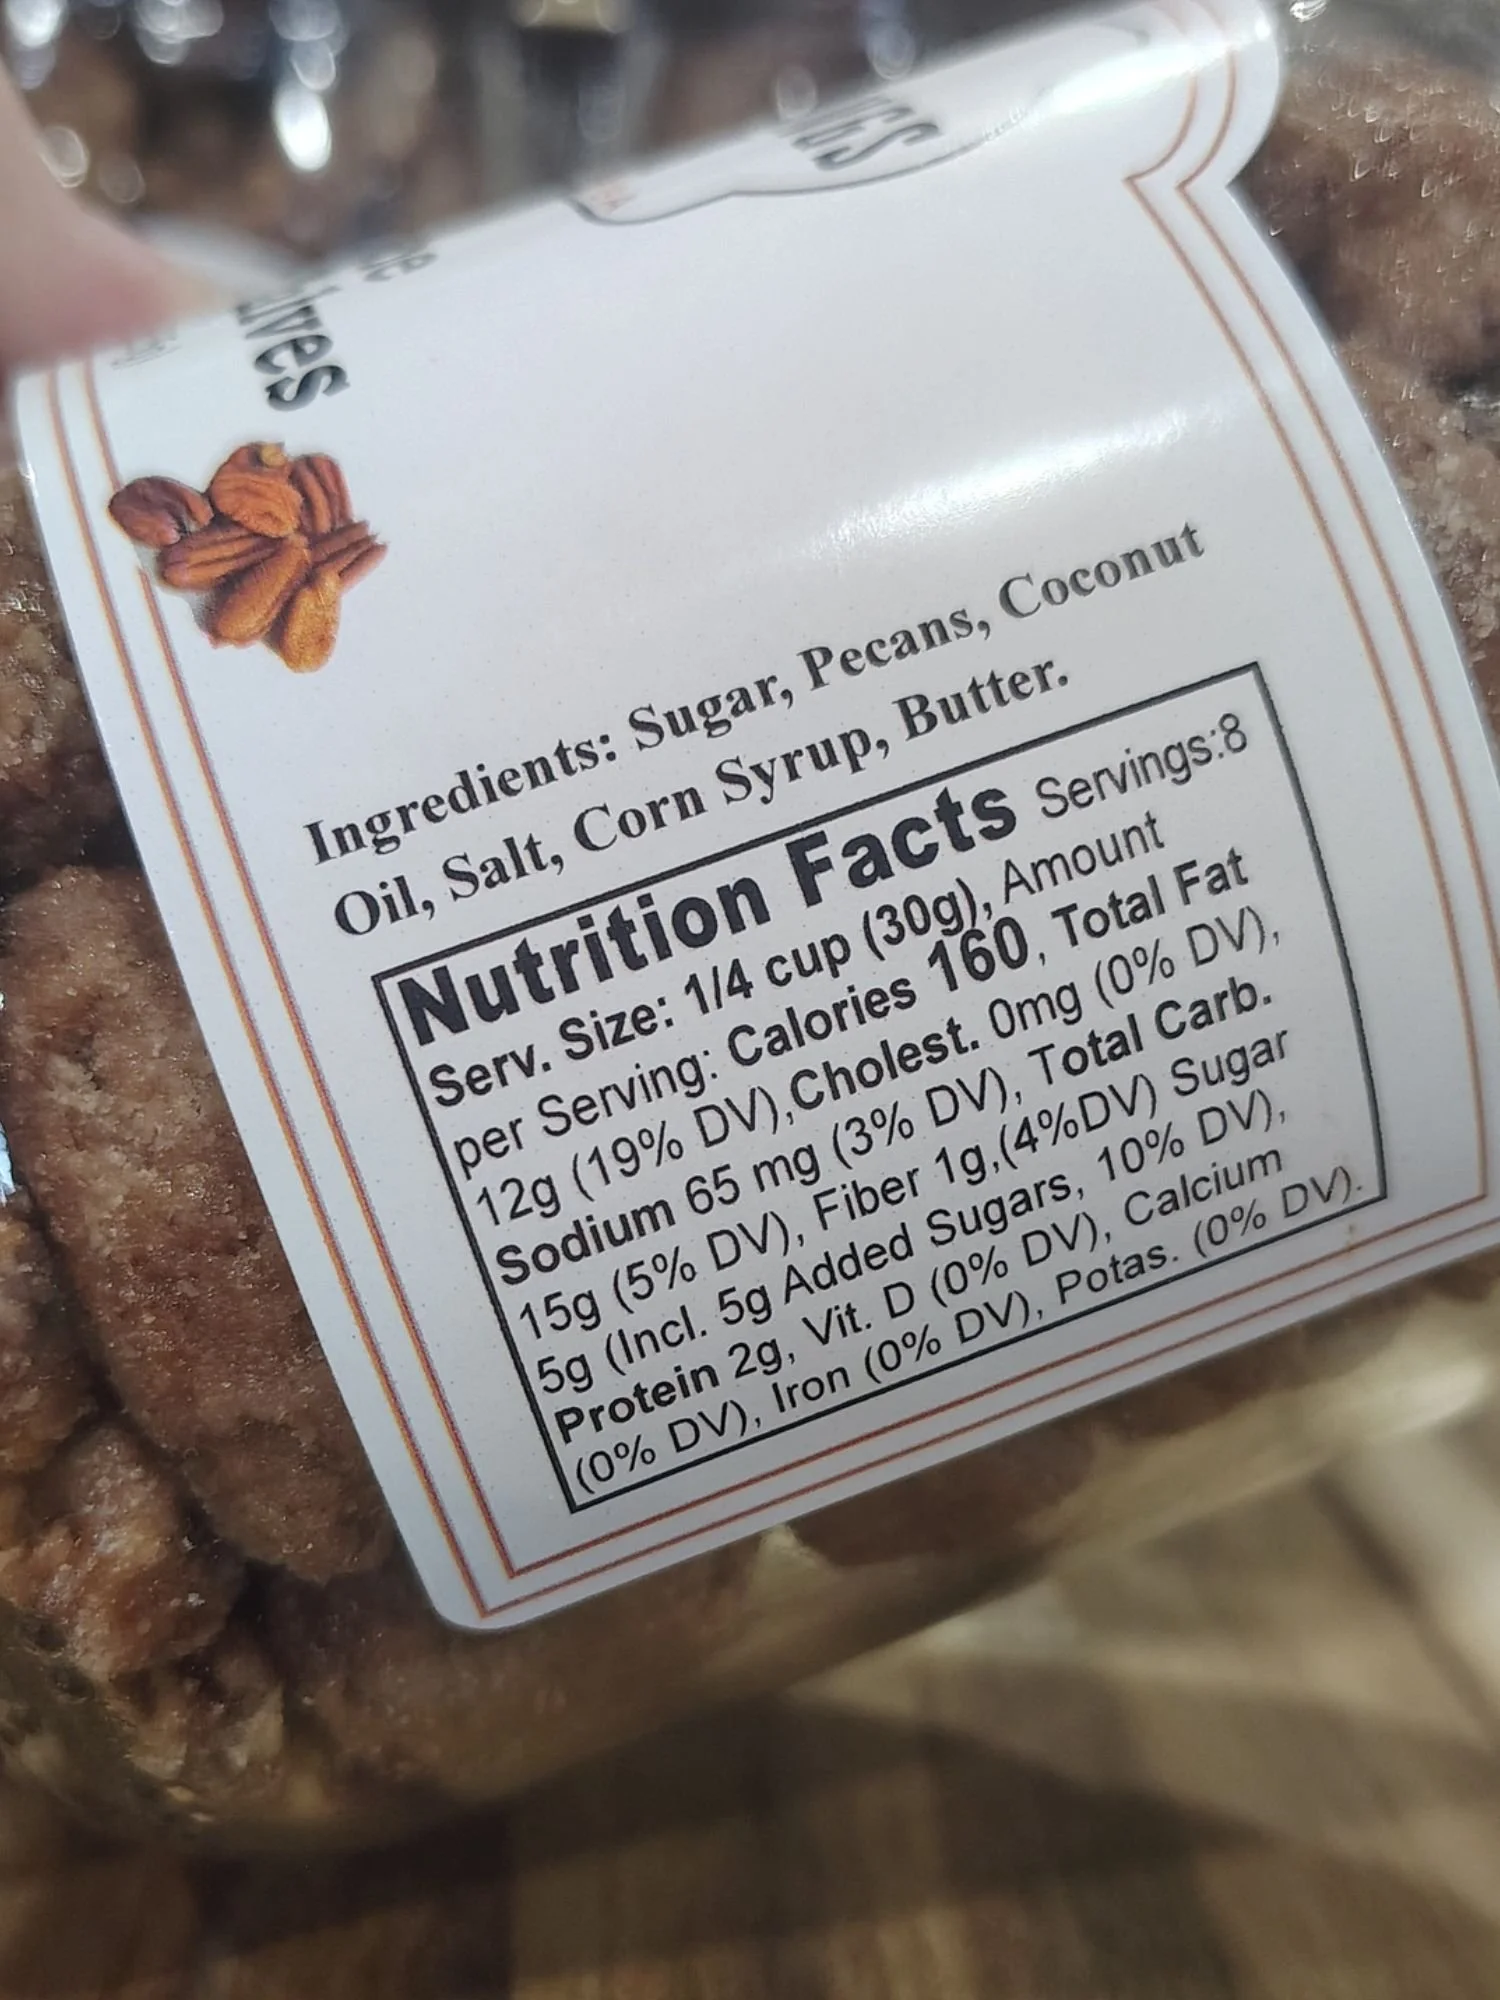 Ingredients: Sugar, Pecans, Coconut
Oil, Salt, Corn Syrup, Butter.
Nutrition Facts Servings:8
Serv. Size: 1/4 cup (30g), Amount
per Serving: Calories 160, Total Fat
12g (19% DV),Cholest. 0mg (0% DV),
Sodium 65 mg (3% DV), Total Carb.
15g (5% DV), Fiber 1g,(4%DV) Sugar
5g (Incl. 5g Added Sugars, 10% DV),
Protein 2g, Vit. D (0% DV), Calcium
(0% DV), Iron (0% DV), Potas. (0% DV).